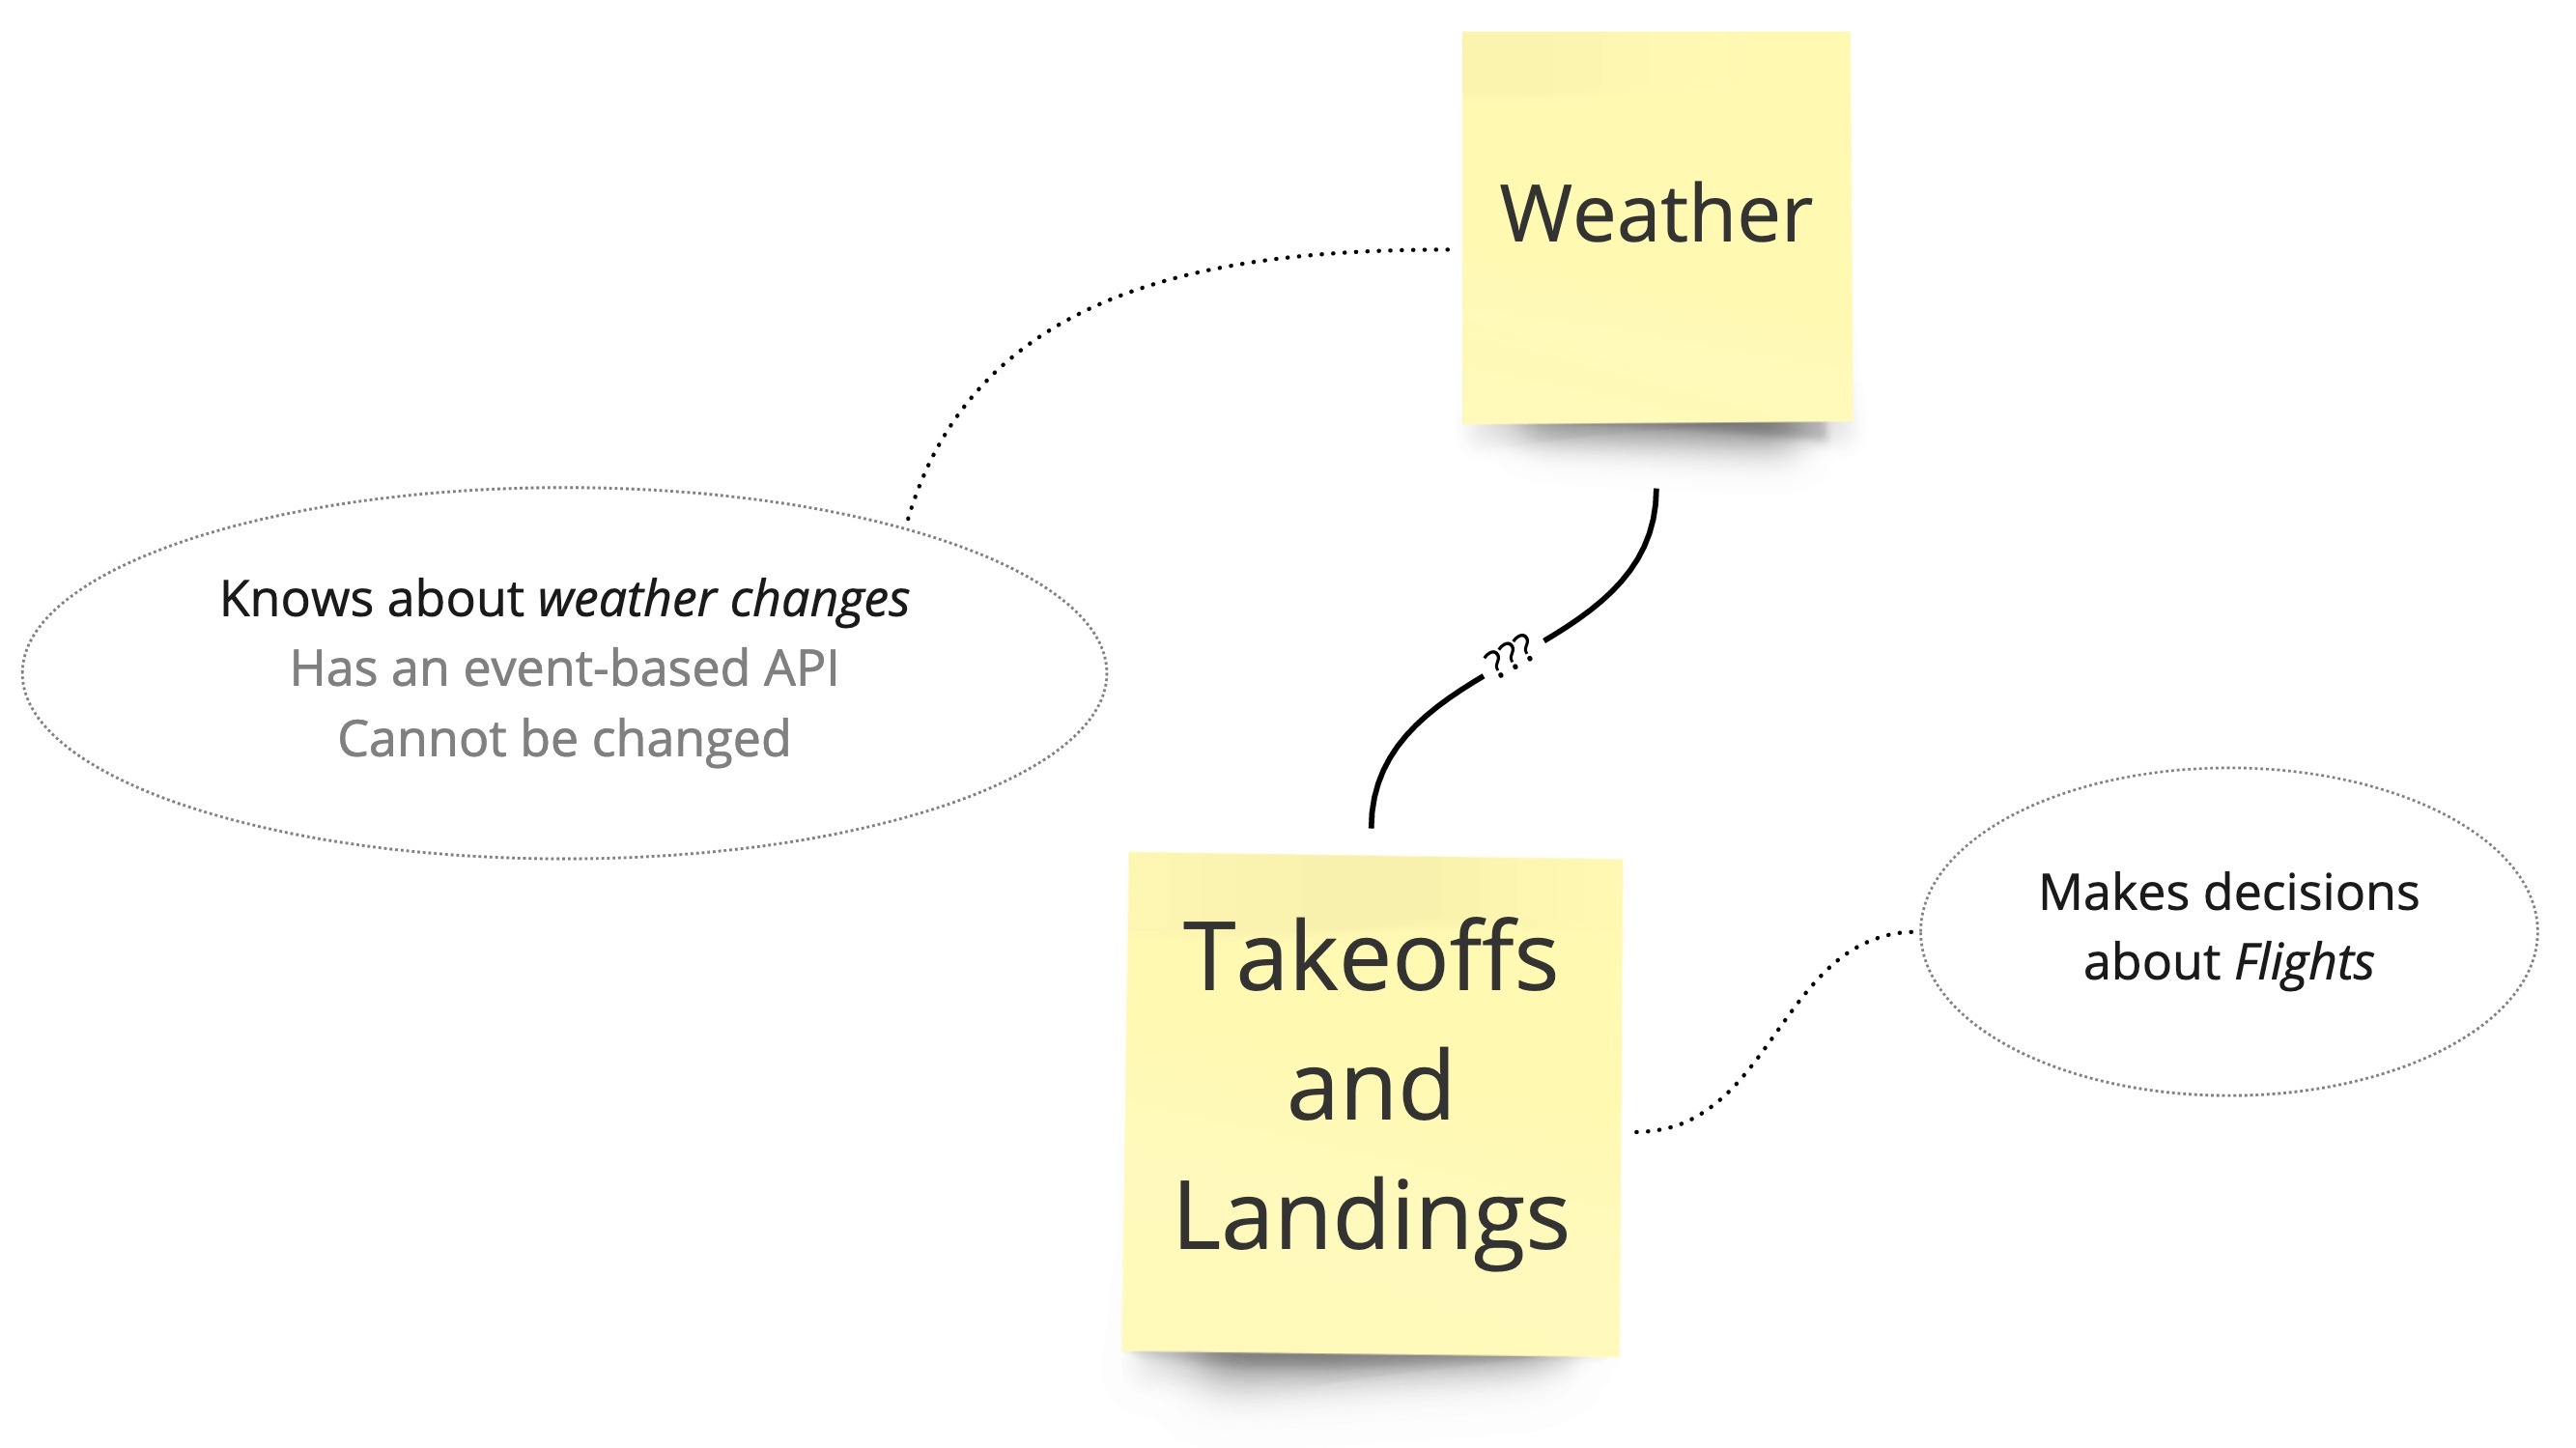 Weather
Knows about weather changes
Has an event-based API
Cannot be changed
???
Takeoffs
and
Landings
Makes decisions
about Flights